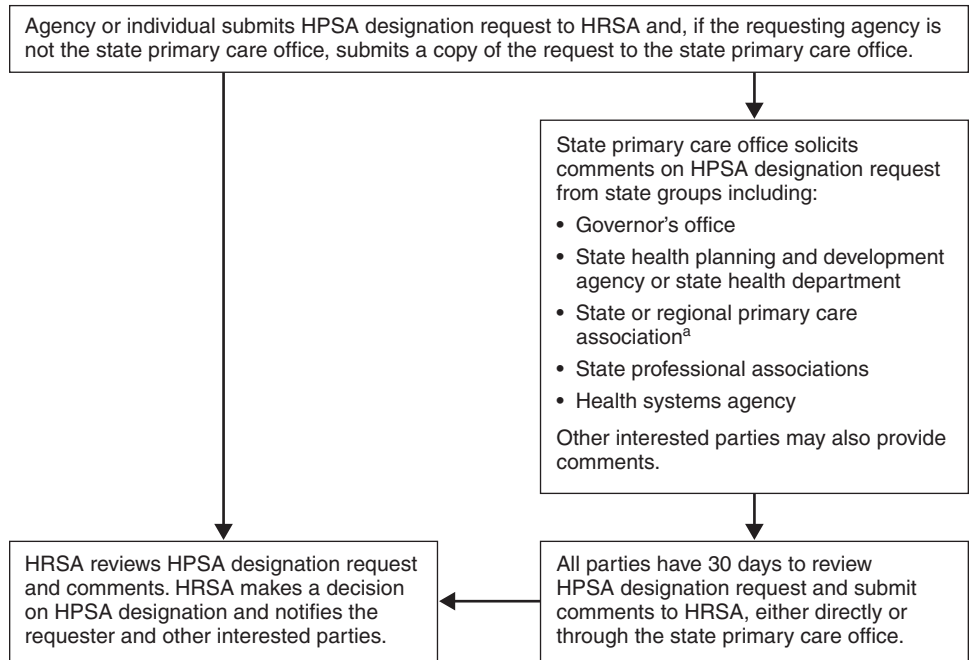 Agency or individual submits HPSA designation request to HRSA and, if the requesting agency is
not the state primary care office, submits a copy of the request to the state primary care office.
State primary care office solicits
comments on HPSA designation request
from state groups including:
• Governor's office
• State health planning and development
agency or state health department
• State or regional primary care
associationᵃ
• State professional associations
• Health systems agency
Other interested parties may also provide
comments.
HRSA reviews HPSA designation request
and comments. HRSA makes a decision
on HPSA designation and notifies the
requester and other interested parties.
All parties have 30 days to review
HPSA designation request and submit
comments to HRSA, either directly or
through the state primary care office.